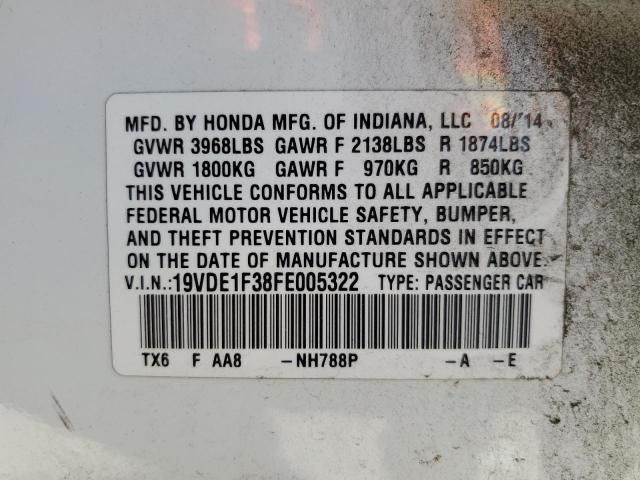 MFD. BY HONDA MFG. OF INDIANA, LLC 08/14
GVWR 3968LBS GAWR F 2138LBS R 1874LBS
GVWR 1800KG GAWR F 970KG R 850KG
THIS VEHICLE CONFORMS TO ALL APPLICABLE
FEDERAL MOTOR VEHICLE SAFETY, BUMPER,
AND THEFT PREVENTION STANDARDS IN EFFECT
ON THE DATE OF MANUFACTURE SHOWN ABOVE.
V.I.N.:19VDE1F38FE005322 TYPE: PASSENGER CAR
TX6 F AA8 -NH788P -A -E